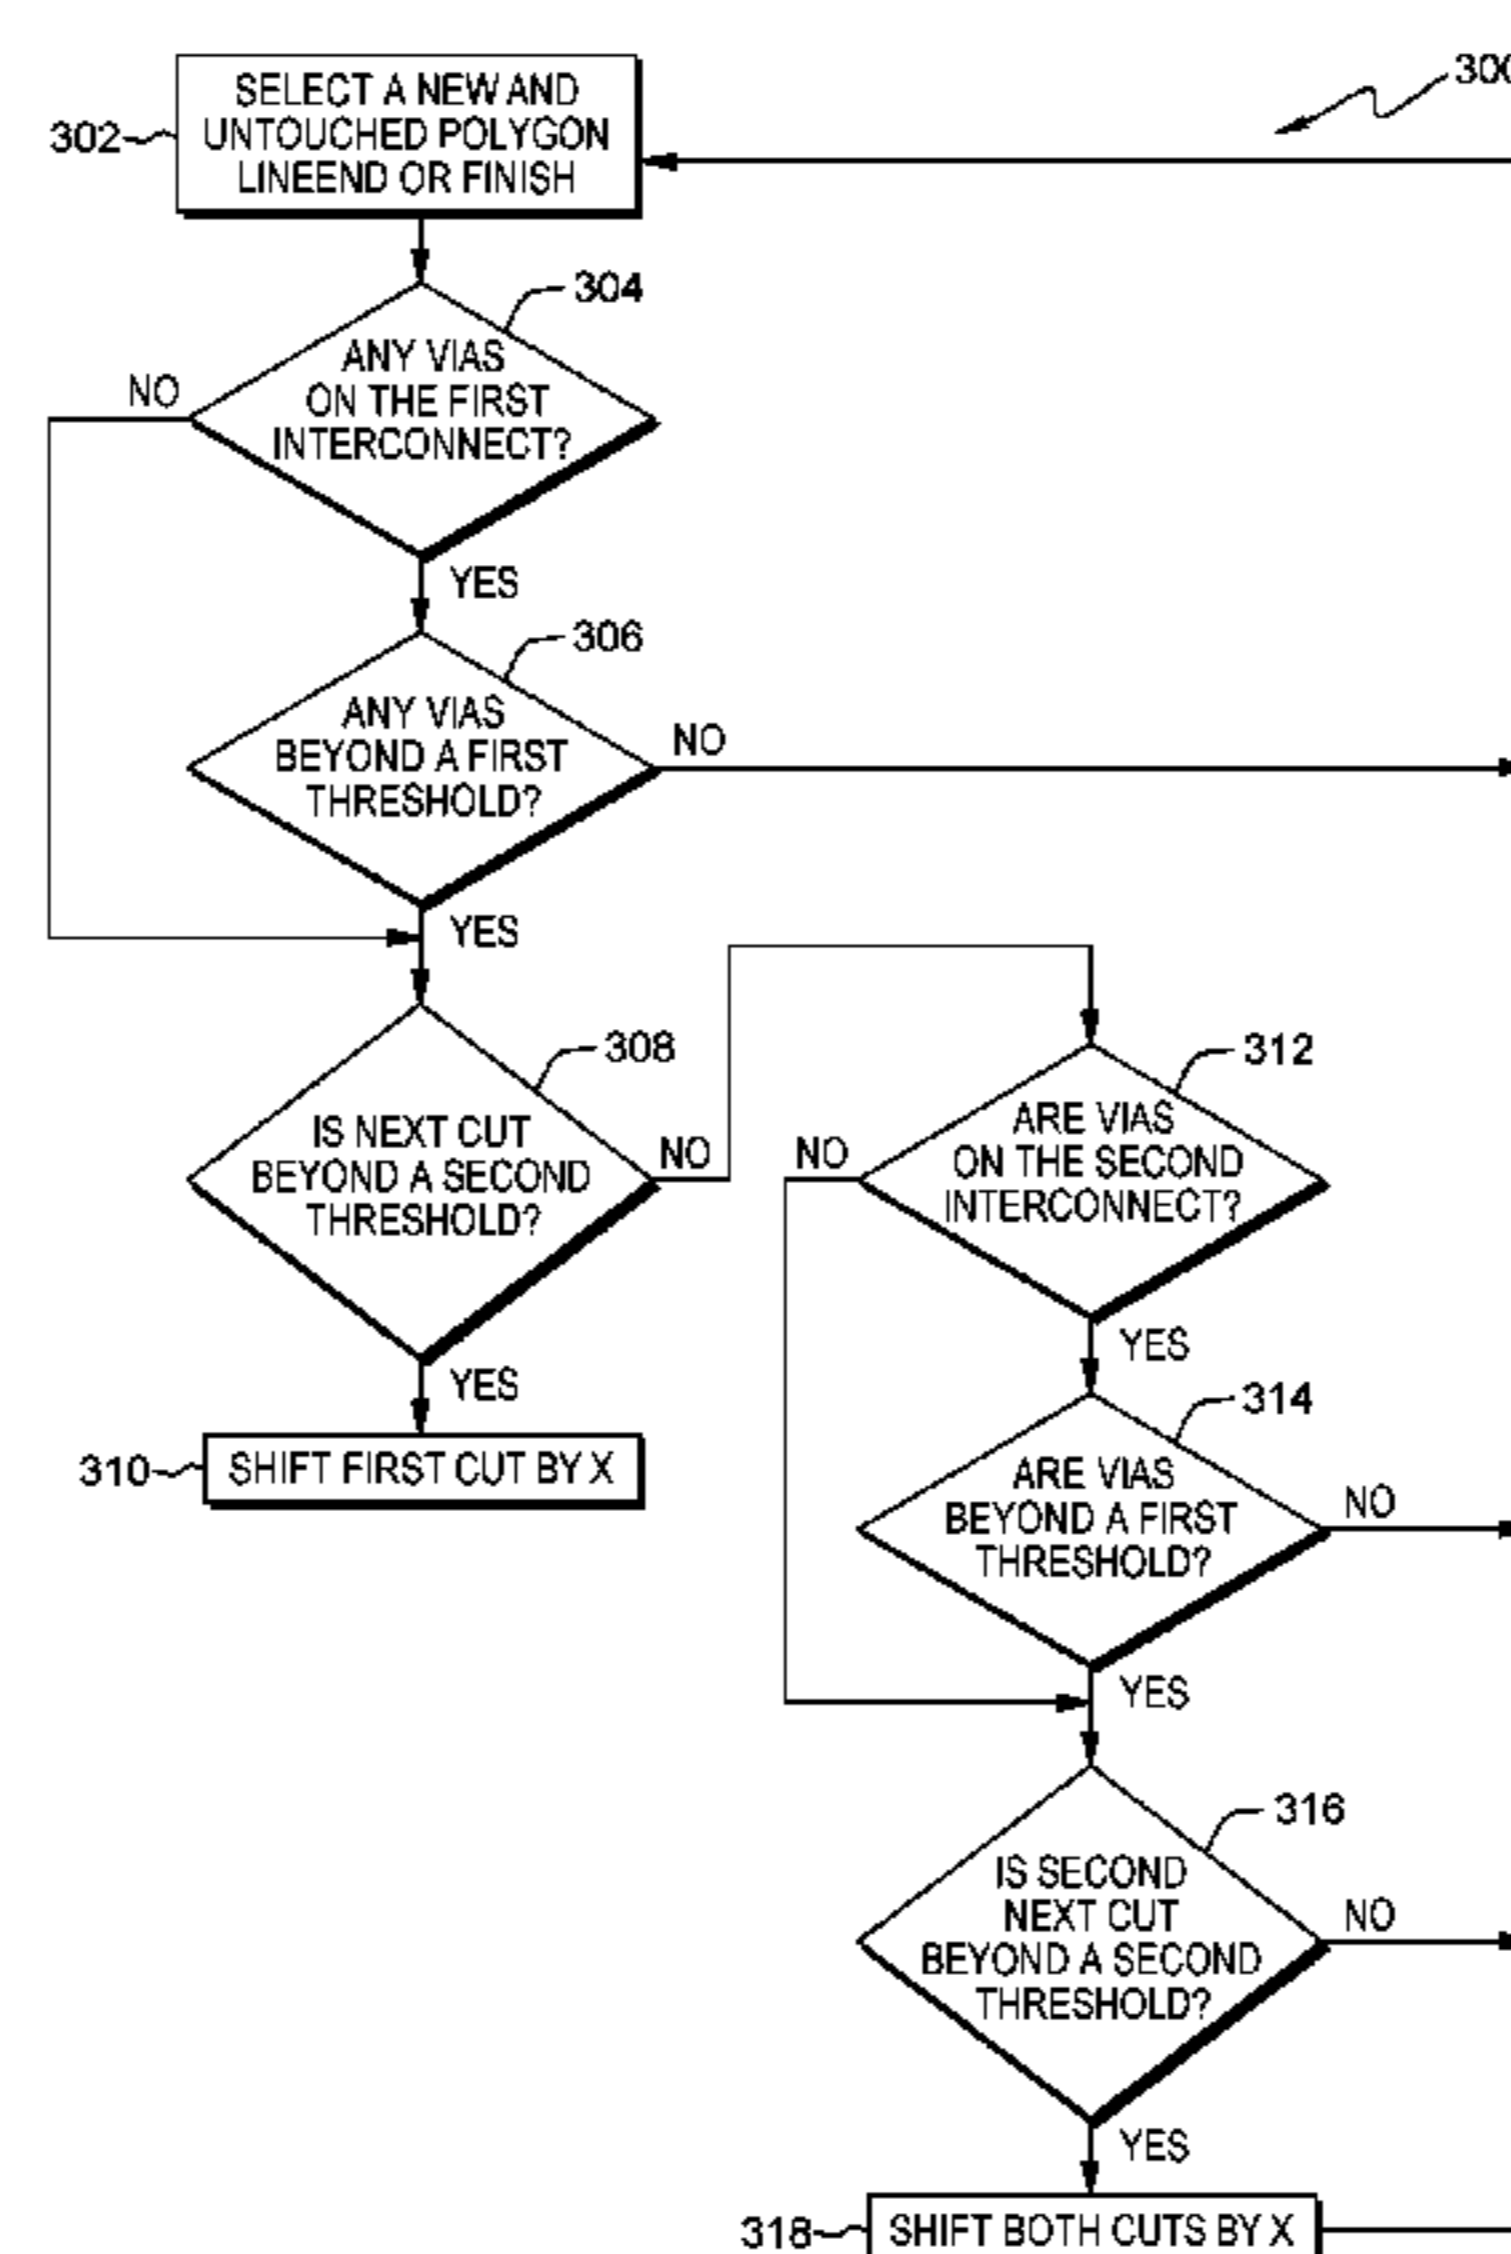 300
302
SELECT A NEW AND
UNTOUCHED POLYGON
LINEEND OR FINISH
304
ANY VIAS
ON THE FIRST
INTERCONNECT?
NO
YES
306
ANY VIAS
BEYOND A FIRST
THRESHOLD?
NO
YES
308
IS NEXT CUT
BEYOND A SECOND
THRESHOLD?
NO
YES
310
SHIFT FIRST CUT BY X
312
ARE VIAS
ON THE SECOND
INTERCONNECT?
NO
YES
314
ARE VIAS
BEYOND A FIRST
THRESHOLD?
NO
YES
316
IS SECOND
NEXT CUT
BEYOND A SECOND
THRESHOLD?
NO
YES
318
SHIFT BOTH CUTS BY X